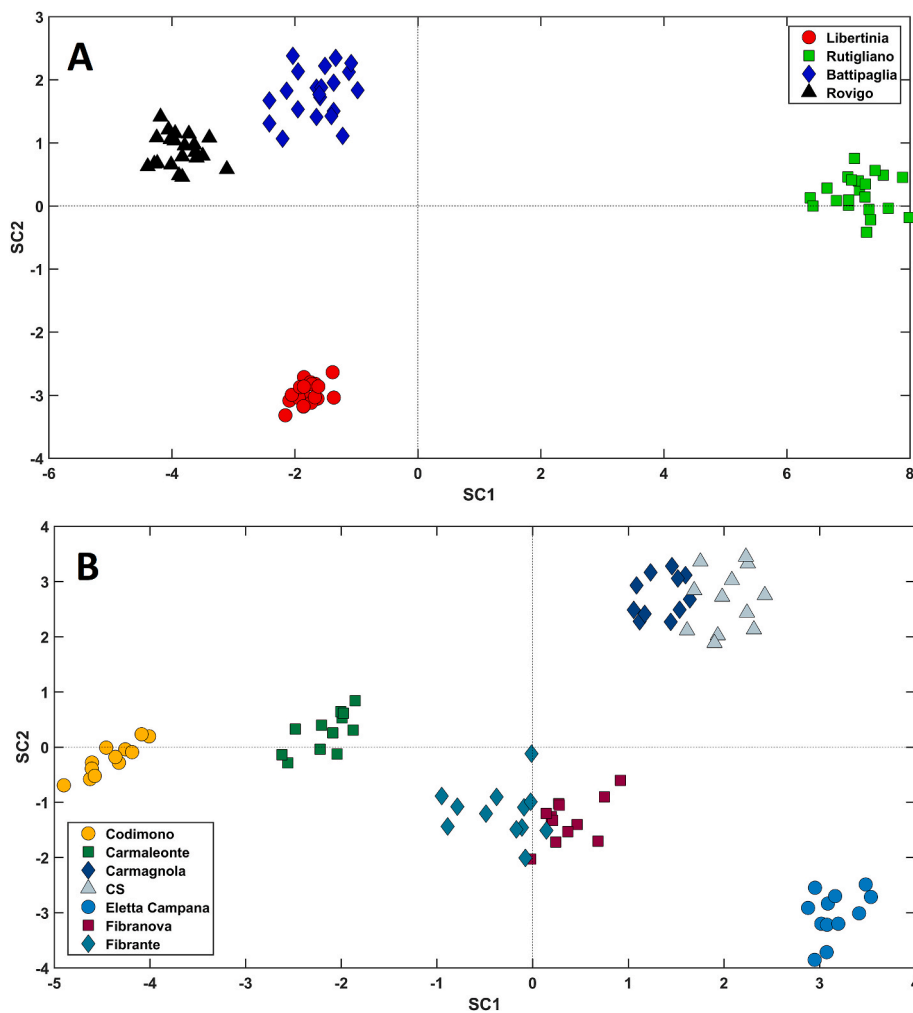 A
Libertinia
Rutigliano
Battipaglia
Rovigo
3
2
1
0
-1
-2
-3
-4
SC2
-6 -4 -2 0 2 4 6 8
SC1
B
4
3
2
1
0
-1
-2
-3
-4
SC2
Codimono
Carmaleonte
Carmagnola
CS
Eletta Campana
Fibranova
Fibrante
-5 -4 -3 -2 -1 0 1 2 3 4
SC1